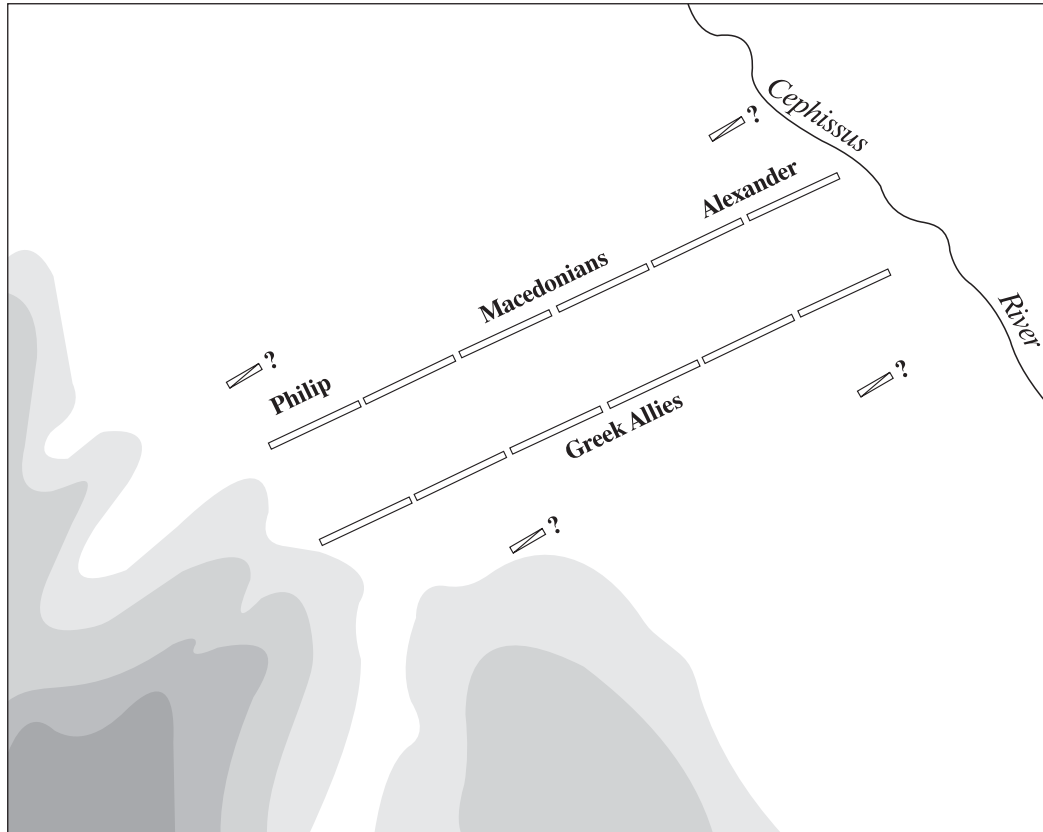 ?
Cephissus
Alexander
Macedonians
River
?
Philip
?
Greek Allies
?